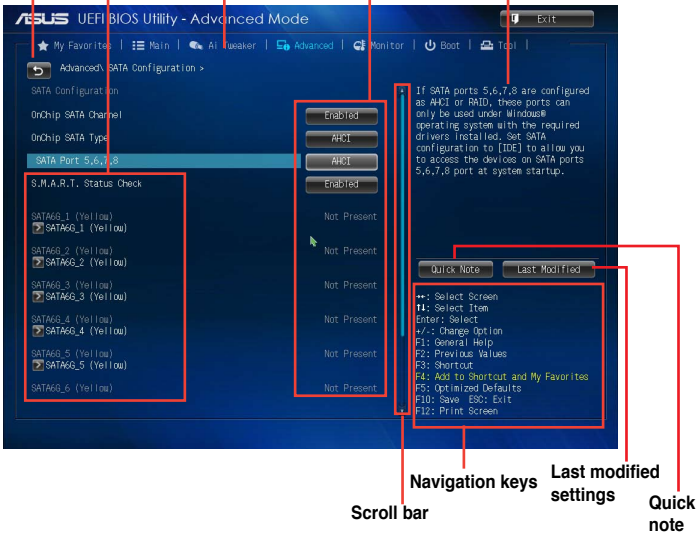 ASUS UEFI BIOS Utility - Advanced Mode
Exit
My Favorites | Main | Ai Tweaker | Advanced | Monitor | Boot | Tool |
Advanced\ SATA Configuration >
SATA Configuration
OnChip SATA Channel Enabled
OnChip SATA Type AHCI
SATA Port 5,6,7,8 AHCI
S.M.A.R.T. Status Check Enabled
SATA6G_1 (Yellow) Not Present
SATA6G_1 (Yellow)
SATA6G_2 (Yellow) Not Present
SATA6G_2 (Yellow)
SATA6G_3 (Yellow) Not Present
SATA6G_3 (Yellow)
SATA6G_4 (Yellow) Not Present
SATA6G_4 (Yellow)
SATA6G_5 (Yellow) Not Present
SATA6G_5 (Yellow)
SATA6G_6 (Yellow) Not Present
If SATA ports 5,6,7,8 are configured
as AHCI or RAID, these ports can
only be used under Windows®
operating system with the required
drivers installed. Set SATA
configuration to [IDE] to allow you
to access the devices on SATA ports
5,6,7,8 port at system startup.
Quick Note Last Modified
→←: Select Screen
↑↓: Select Item
Enter: Select
+/-: Change Option
F1: General Help
F2: Previous Values
F3: Shortcut
F4: Add to Shortcut and My Favorites
F5: Optimized Defaults
F10: Save ESC: Exit
F12: Print Screen
Scroll bar
Navigation keys
Last modified
settings
Quick
note